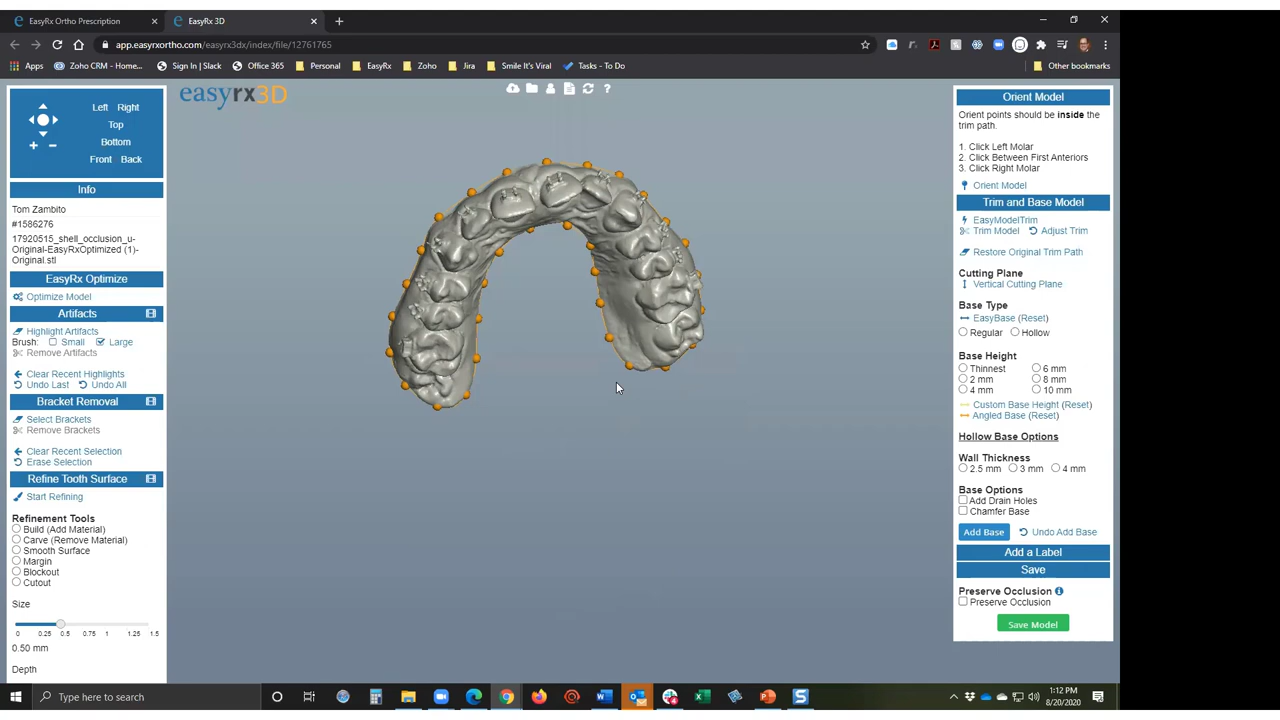 EasyRx Ortho Prescription
EasyRx 3D
app.easyrxortho.com/easyrx3dx/index/file/12761765
Apps
Zoho CRM - Home...
Sign In | Slack
Office 365
Personal
EasyRx
Zoho
Jira
Smile It's Viral
Tasks - To Do
Other bookmarks
easyrx3D
Left Right
Top
Bottom
Front Back
Info
Tom Zambito
#1586276
17920515_shell_occlusion_u-
Original-EasyRxOptimized (1)-
Original.stl
EasyRx Optimize
Optimize Model
Artifacts
Highlight Artifacts
Brush: Small Large
Remove Artifacts
Clear Recent Highlights
Undo Last Undo All
Bracket Removal
Select Brackets
Remove Brackets
Clear Recent Selection
Erase Selection
Refine Tooth Surface
Start Refining
Refinement Tools
Build (Add Material)
Carve (Remove Material)
Smooth Surface
Margin
Blockout
Cutout
Size
0 0.25 0.5 0.75 1 1.25 1.5
0.50 mm
Depth
Orient Model
Orient points should be inside the
trim path.
1. Click Left Molar
2. Click Between First Anteriors
3. Click Right Molar
Orient Model
Trim and Base Model
EasyModelTrim
Trim Model Adjust Trim
Restore Original Trim Path
Cutting Plane
Vertical Cutting Plane
Base Type
EasyBase (Reset)
Regular Hollow
Base Height
Thinnest 6 mm
2 mm 8 mm
4 mm 10 mm
Custom Base Height (Reset)
Angled Base (Reset)
Hollow Base Options
Wall Thickness
2.5 mm 3 mm 4 mm
Base Options
Add Drain Holes
Chamfer Base
Add Base Undo Add Base
Add a Label
Save
Preserve Occlusion
Preserve Occlusion
Save Model
Type here to search
1:12 PM
8/20/2020